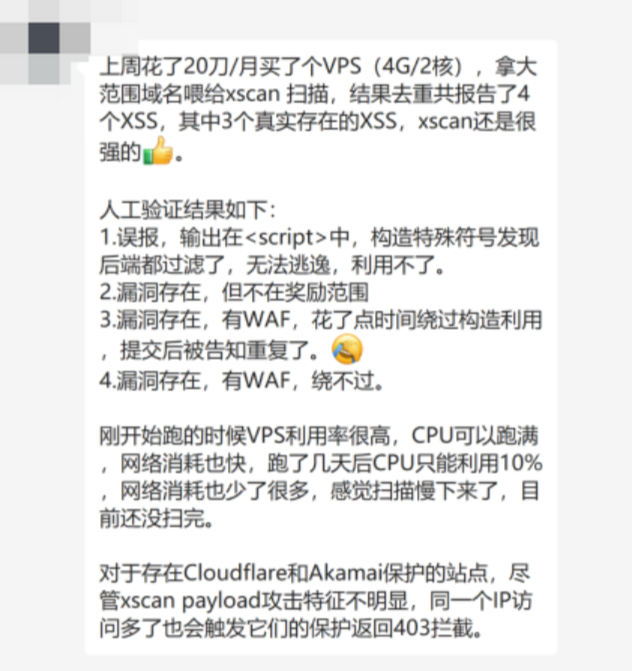 上周花了20刀/月买了个VPS（4G/2核），拿大
范围域名喂给xscan 扫描，结果去重共报告了4
个XSS，其中3个真实存在的XSS，xscan还是很
强的👍。
人工验证结果如下：
1.误报，输出在<script>中，构造特殊符号发现
后端都过滤了，无法逃逸，利用不了。
2.漏洞存在，但不在奖励范围
3.漏洞存在，有WAF，花了点时间绕过构造利用
，提交后被告知重复了。
4.漏洞存在，有WAF，绕不过。
刚开始跑的时候VPS利用率很高，CPU可以跑满
，网络消耗也快，跑了几天后CPU只能利用10%
，网络消耗也少了很多，感觉扫描慢下来了，目
前还没扫完。
对于存在Cloudflare和Akamai保护的站点，尽
管xscan payload攻击特征不明显，同一个IP访
问多了也会触发它们的保护返回403拦截。